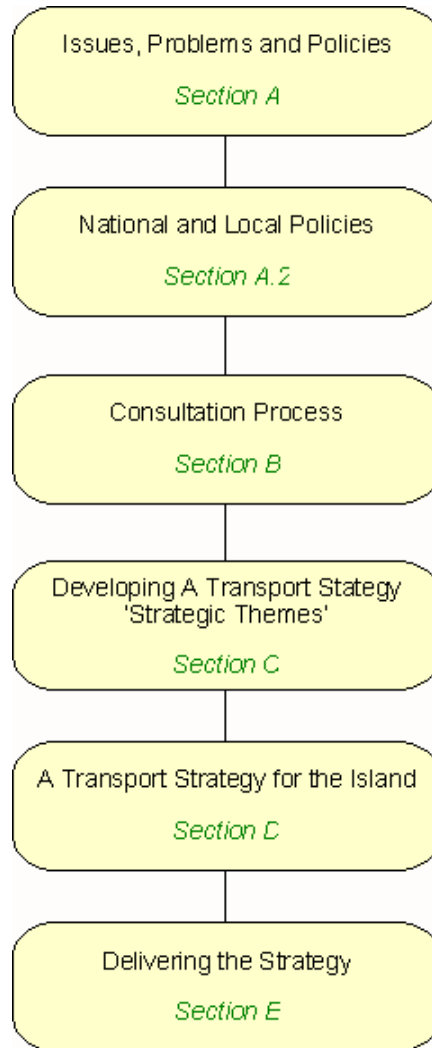 Issues, Problems and Policies
Section A
National and Local Policies
Section A.2
Consultation Process
Section B
Developing A Transport Stategy
'Strategic Themes'
Section C
A Transport Strategy for the Island
Section D
Delivering the Strategy
Section E